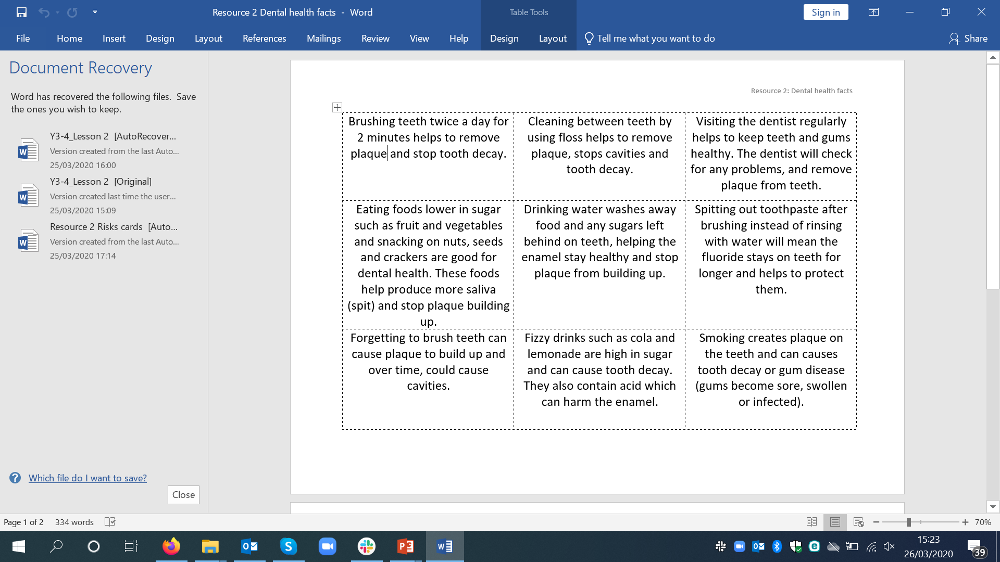 Resource 2 Dental health facts - Word
Table Tools
Sign in
File
Home
Insert
Design
Layout
References
Mailings
Review
View
Help
Design
Layout
Tell me what you want to do
Share
Document Recovery
Word has recovered the following files. Save
the ones you wish to keep.
Y3-4_Lesson 2 [AutoRecover...
Version created from the last Auto...
25/03/2020 16:00
Y3-4_Lesson 2 [Original]
Version created last time the user...
25/03/2020 15:09
Resource 2 Risks cards [Auto...
Version created from the last Auto...
25/03/2020 17:14
Which file do I want to save?
Close
Resource 2: Dental health facts
Brushing teeth twice a day for
2 minutes helps to remove
plaque and stop tooth decay.
Cleaning between teeth by
using floss helps to remove
plaque, stops cavities and
tooth decay.
Visiting the dentist regularly
helps to keep teeth and gums
healthy. The dentist will check
for any problems, and remove
plaque from teeth.
Eating foods lower in sugar
such as fruit and vegetables
and snacking on nuts, seeds
and crackers are good for
dental health. These foods
help produce more saliva
(spit) and stop plaque building
up.
Drinking water washes away
food and any sugars left
behind on teeth, helping the
enamel stay healthy and stop
plaque from building up.
Spitting out toothpaste after
brushing instead of rinsing
with water will mean the
fluoride stays on teeth for
longer and helps to protect
them.
Forgetting to brush teeth can
cause plaque to build up and
over time, could cause
cavities.
Fizzy drinks such as cola and
lemonade are high in sugar
and can cause tooth decay.
They also contain acid which
can harm the enamel.
Smoking creates plaque on
the teeth and can causes
tooth decay or gum disease
(gums become sore, swollen
or infected).
Page 1 of 2
334 words
70%
15:23
26/03/2020
39